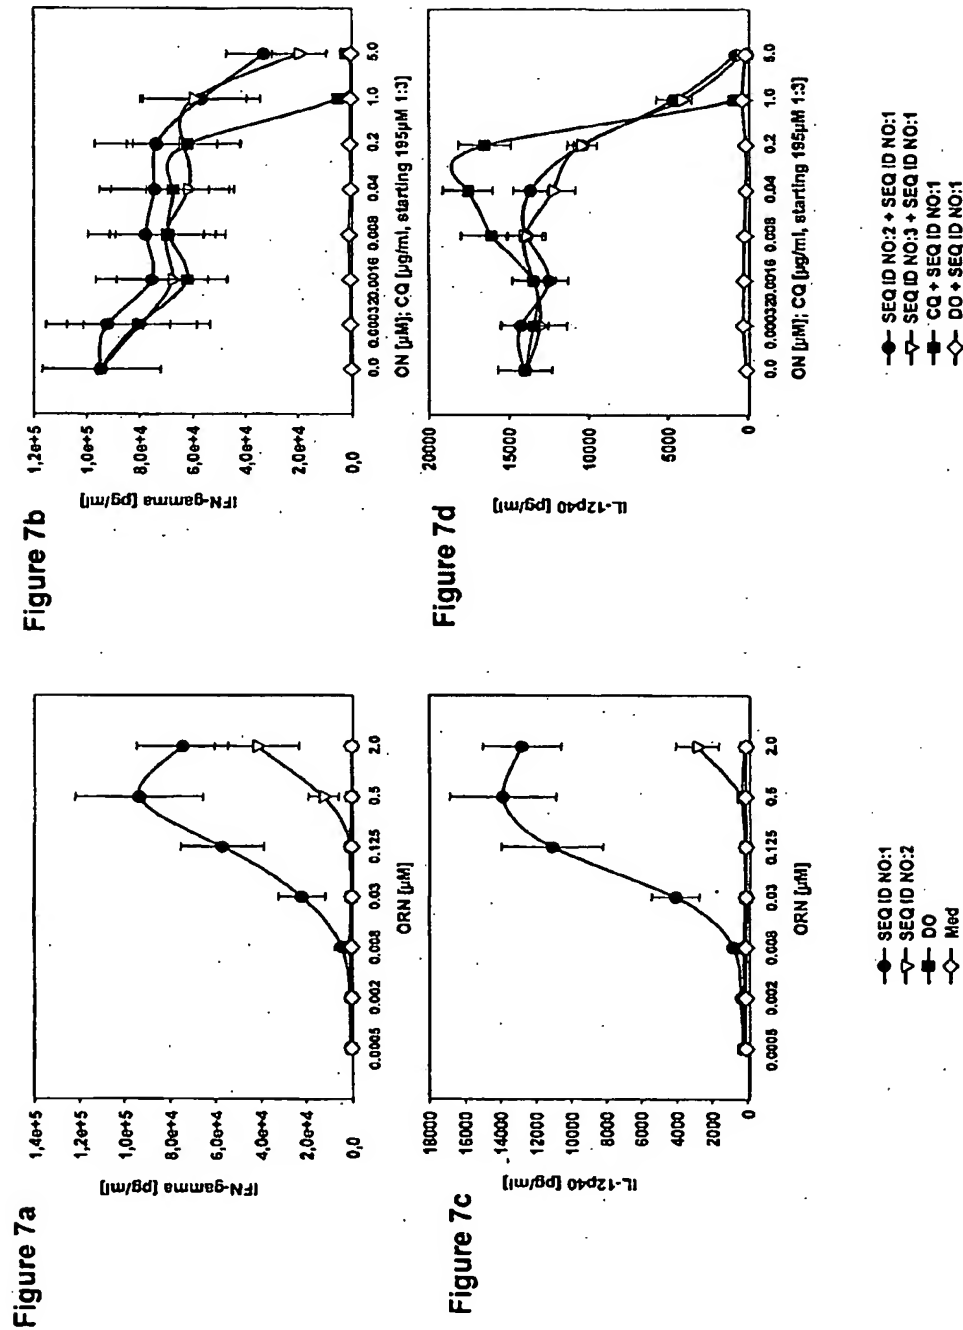 Figure 7a
IFN-gamma [pg/ml]
1,4e+5
1,2e+5
1,0e+5
8,0e+4
6,0e+4
4,0e+4
2,0e+4
0,0
0.0005 0.002 0.008 0.03 0.125 0.5 2.0
ORN [µM]
Figure 7b
IFN-gamma [pg/ml]
1,2e+5
1,0e+5
8,0e+4
6,0e+4
4,0e+4
2,0e+4
0,0
0.0 0.00032 0.0016 0.008 0.04 0.2 1.0 5.0
ON [µM]; CQ [µg/ml, starting 195µM 1:3]
Figure 7c
IL-12p40 [pg/ml]
18000
16000
14000
12000
10000
8000
6000
4000
2000
0
0.0005 0.002 0.008 0.03 0.125 0.5 2.0
ORN [µM]
SEQ ID NO:1
SEQ ID NO:2
DO
Med
Figure 7d
IL-12p40 [pg/ml]
20000
15000
10000
5000
0
0.0 0.00032 0.0016 0.008 0.04 0.2 1.0 5.0
ON [µM]; CQ [µg/ml, starting 195µM 1:3]
SEQ ID NO:2 + SEQ ID NO:1
SEQ ID NO:3 + SEQ ID NO:1
CQ + SEQ ID NO:1
DO + SEQ ID NO:1